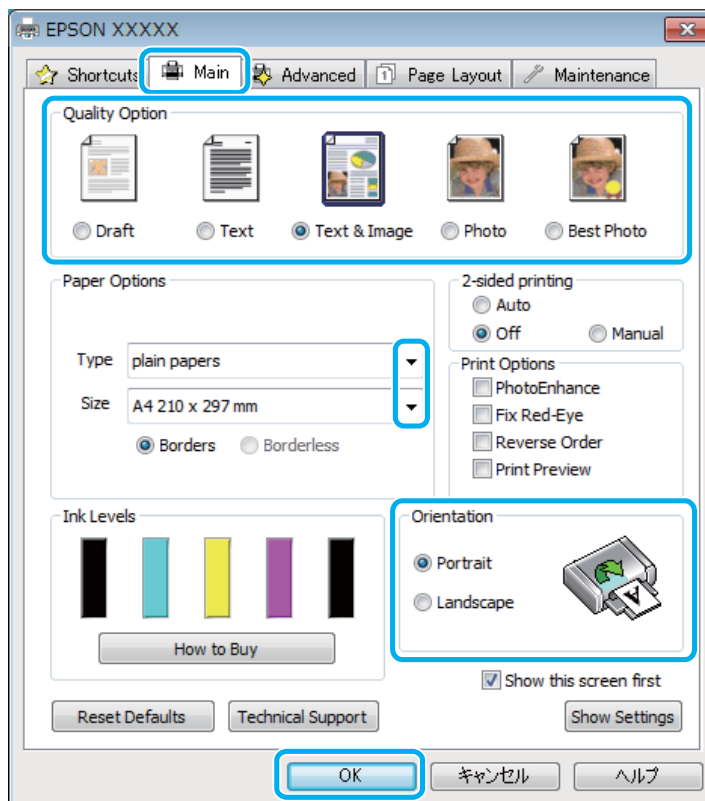 EPSON XXXXX
Shortcuts Main Advanced 1 Page Layout Maintenance
Quality Option
Draft Text Text & Image Photo Best Photo
Paper Options
Type plain papers
Size A4 210 x 297 mm
Borders Borderless
2-sided printing
Auto
Off Manual
Print Options
PhotoEnhance
Fix Red-Eye
Reverse Order
Print Preview
Ink Levels
How to Buy
Orientation
Portrait
Landscape
A
Show this screen first
Reset Defaults Technical Support Show Settings
OK キャンセル ヘルプ